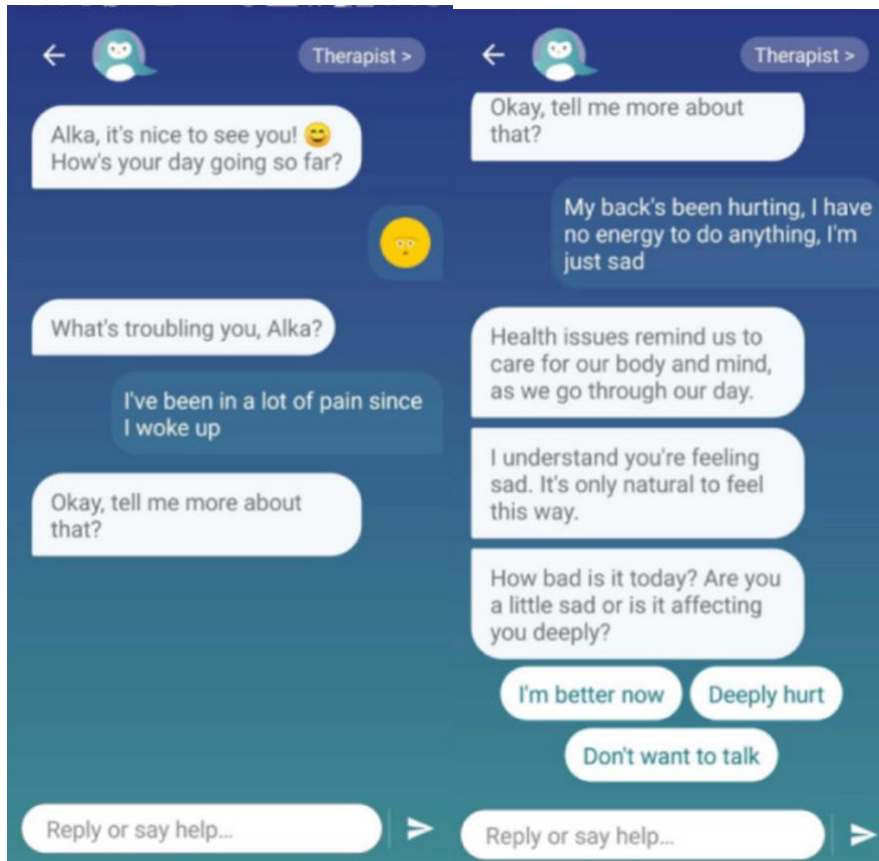 Therapist >
Alka, it's nice to see you! 😊
How's your day going so far?
What's troubling you, Alka?
I've been in a lot of pain since
I woke up
Okay, tell me more about
that?
Reply or say help...
Therapist >
Okay, tell me more about
that?
My back's been hurting, I have
no energy to do anything, I'm
just sad
Health issues remind us to
care for our body and mind,
as we go through our day.
I understand you're feeling
sad. It's only natural to feel
this way.
How bad is it today? Are you
a little sad or is it affecting
you deeply?
I'm better now
Deeply hurt
Don't want to talk
Reply or say help...